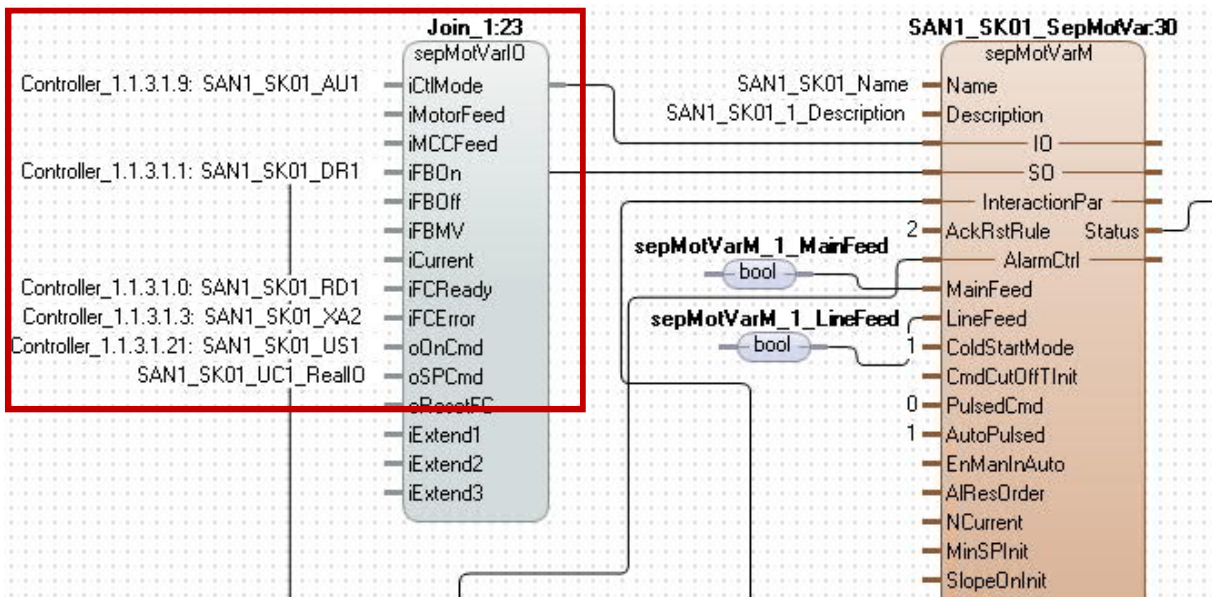 Join_1:23
sepMotVarIO
Controller_1.1.3.1.9: SAN1_SK01_AU1
iCtlMode
iMotorFeed
iMCCFeed
Controller_1.1.3.1.1: SAN1_SK01_DR1
iFBOn
iFBOff
iFBMV
iCurrent
Controller_1.1.3.1.0: SAN1_SK01_RD1
iFCReady
Controller_1.1.3.1.3: SAN1_SK01_XA2
iFCError
Controller_1.1.3.1.21: SAN1_SK01_US1
oOnCmd
SAN1_SK01_UC1_RealIO
oSPCmd
oResetFC
iExtend1
iExtend2
iExtend3
SAN1_SK01_SepMotVar:30
sepMotVarM
SAN1_SK01_Name
Name
SAN1_SK01_1_Description
Description
IO
SO
InteractionPar
2
AckRstRule Status
AlarmCtrl
sepMotVarM_1_MainFeed
bool
MainFeed
sepMotVarM_1_LineFeed
LineFeed
bool
1
ColdStartMode
CmdCutOffTInit
0
PulsedCmd
1
AutoPulsed
EnManInAuto
AlResOrder
NCurrent
MinSPInit
SlopeOnInit